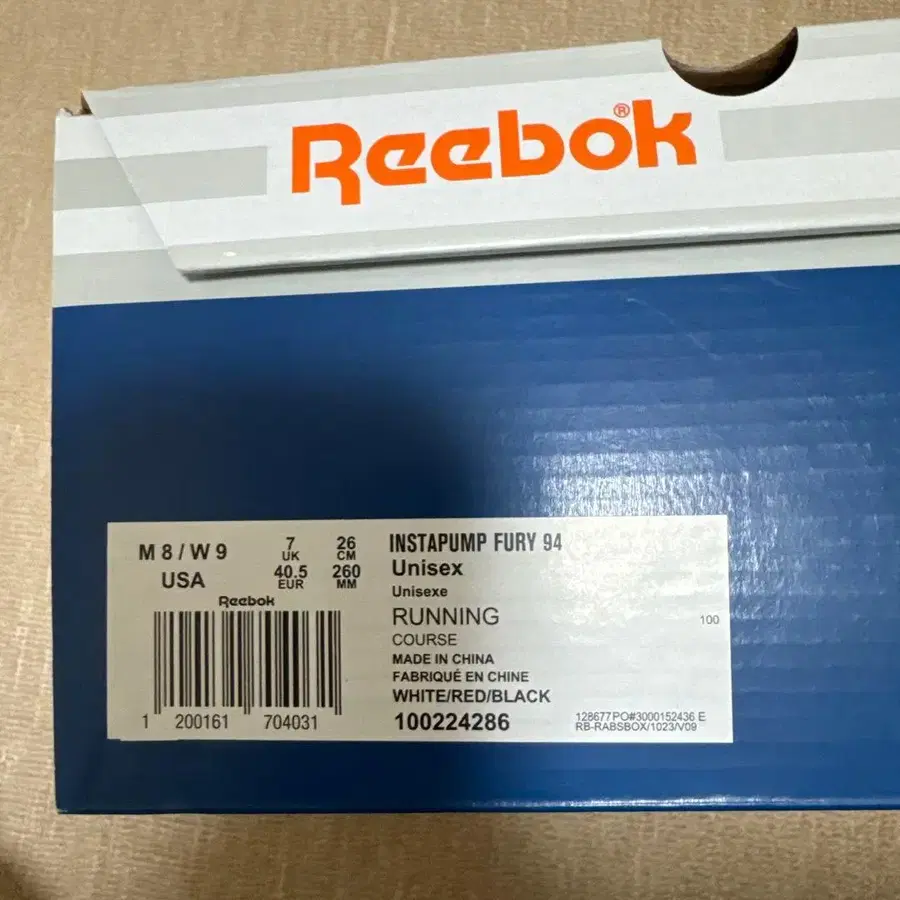 Reebok®
M 8 / W 9
USA
7
UK
40.5
EUR
26
CM
260
MM
Reebok
1 200161 704031
INSTAPUMP FURY 94
Unisex
Unisexe
RUNNING
COURSE
100
MADE IN CHINA
FABRIQUÉ EN CHINE
WHITE/RED/BLACK
100224286
128677PO#3000152436 E
RB-RABSBOX/1023/V09